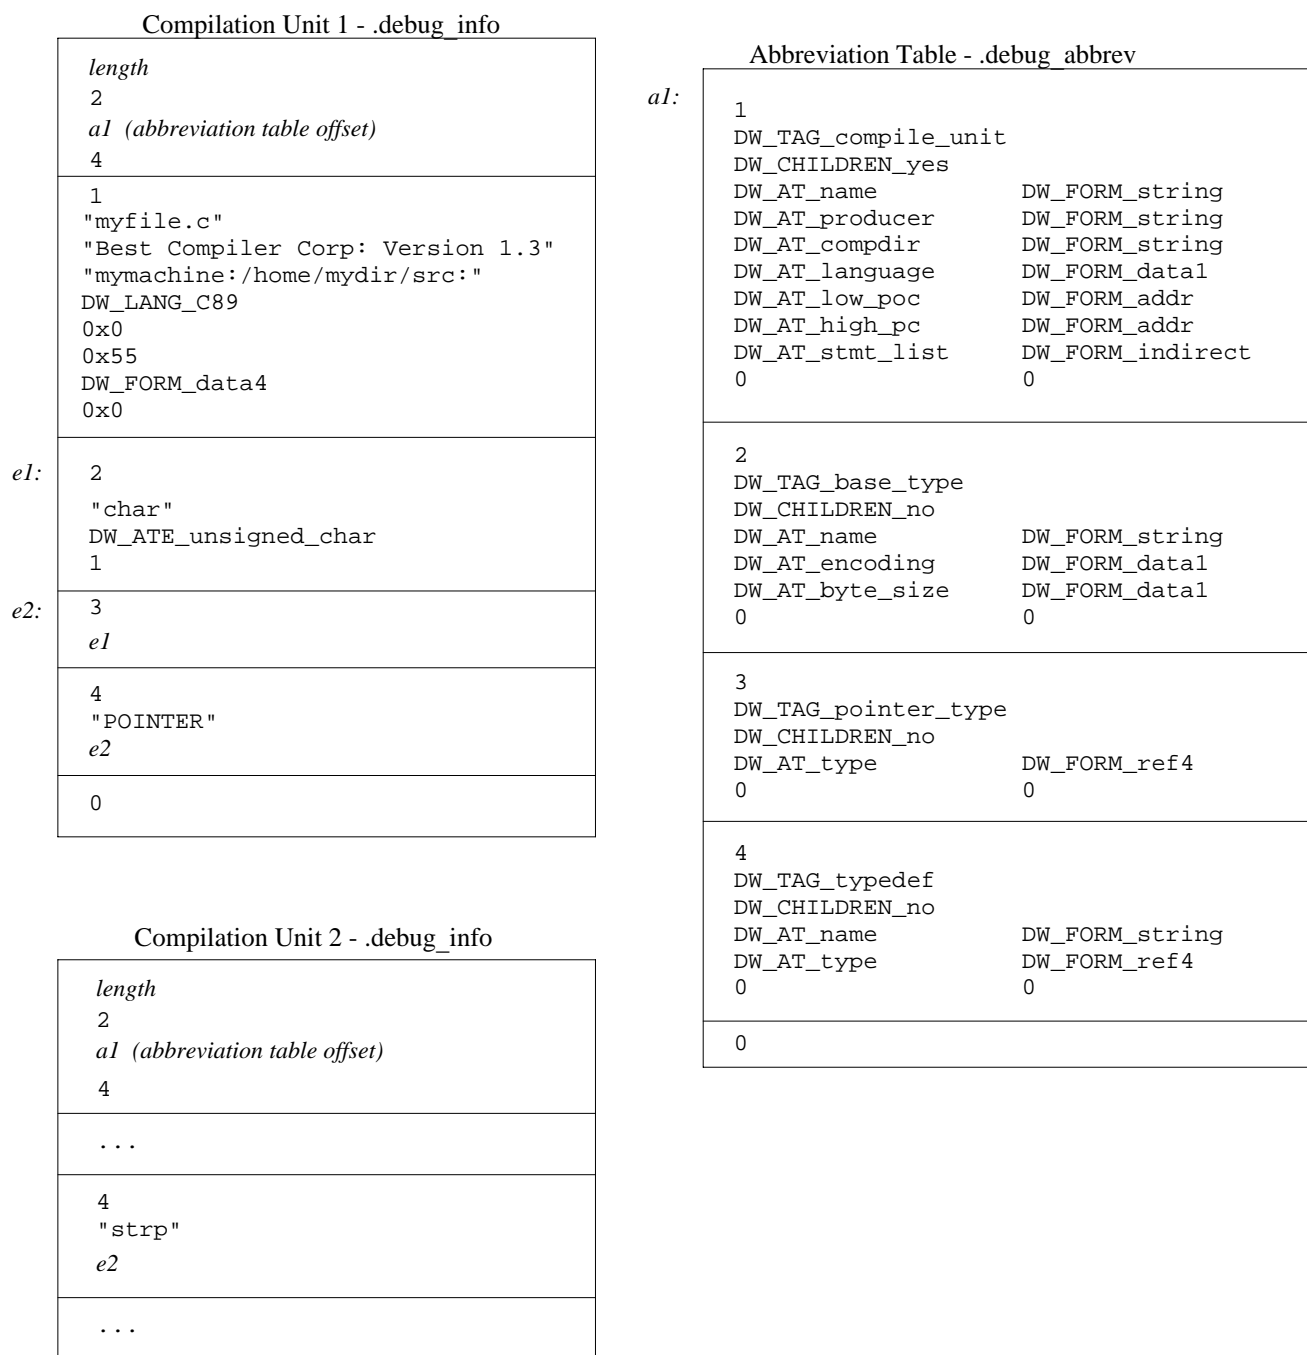 Compilation Unit 1 - .debug_info
length
2
a1 (abbreviation table offset)
4
1
"myfile.c"
"Best Compiler Corp: Version 1.3"
"mymachine:/home/mydir/src:"
DW_LANG_C89
0x0
0x55
DW_FORM_data4
0x0
e1:
2
"char"
DW_ATE_unsigned_char
1
e2:
3
e1
4
"POINTER"
e2
0
Compilation Unit 2 - .debug_info
length
2
a1 (abbreviation table offset)
4
...
4
"strp"
e2
...
Abbreviation Table - .debug_abbrev
a1:
1
DW_TAG_compile_unit
DW_CHILDREN_yes
DW_AT_name DW_FORM_string
DW_AT_producer DW_FORM_string
DW_AT_compdir DW_FORM_string
DW_AT_language DW_FORM_data1
DW_AT_low_poc DW_FORM_addr
DW_AT_high_pc DW_FORM_addr
DW_AT_stmt_list DW_FORM_indirect
0 0
2
DW_TAG_base_type
DW_CHILDREN_no
DW_AT_name DW_FORM_string
DW_AT_encoding DW_FORM_data1
DW_AT_byte_size DW_FORM_data1
0 0
3
DW_TAG_pointer_type
DW_CHILDREN_no
DW_AT_type DW_FORM_ref4
0 0
4
DW_TAG_typedef
DW_CHILDREN_no
DW_AT_name DW_FORM_string
DW_AT_type DW_FORM_ref4
0 0
0